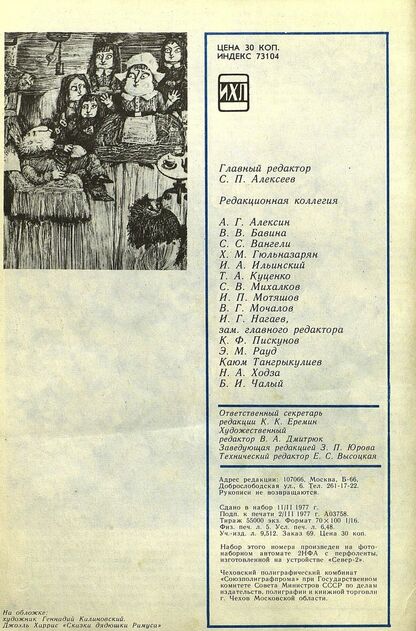 ЦЕНА 30 КОП.
ИНДЕКС 73104
ИХЛ
Главный редактор
С. П. Алексеев
Редакционная коллегия
А. Г. Алексин
В. В. Бавина
С. С. Вангели
Х. М. Гюльназарян
И. А. Ильинский
Т. А. Куценко
С. В. Михалков
И. П. Мотяшов
В. Г. Мочалов
И. Г. Нагаев,
зам. главного редактора
К. Ф. Пискунов
Э. М. Рауд
Каюм Тангрыкулиев
Н. А. Ходза
Б. И. Чалый
Ответственный секретарь
редакции К. К. Еремин
Художественный
редактор В. А. Дмитрюк
Заведующая редакцией З. П. Юрова
Технический редактор Е. С. Высоцкая
Адрес редакции: 107066, Москва, Б-66,
Доброслободская ул., 6. Тел. 261-17-22.
Рукописи не возвращаются.
Сдано в набор 11/II 1977 г.
Подп. к печати 2/III 1977 г. А03758.
Тираж 55000 экз. Формат 70×100 1/16.
Физ. печ. л. 5. Усл. печ. л. 6,48.
Уч.-изд. л. 9,512. Заказ 69. Цена 30 коп.
Набор этого номера произведен на фото-
наборном автомате 2НФА с перфоленты,
изготовленной на устройстве «Север-2».
Чеховский полиграфический комбинат
«Союзполиграфпрома» при Государственном
комитете Совета Министров СССР по делам
издательств, полиграфии и книжной торговли
г. Чехов Московской области.
На обложке:
художник Геннадий Калиновский.
Джоэль Харрис «Сказки дядюшки Римуса»